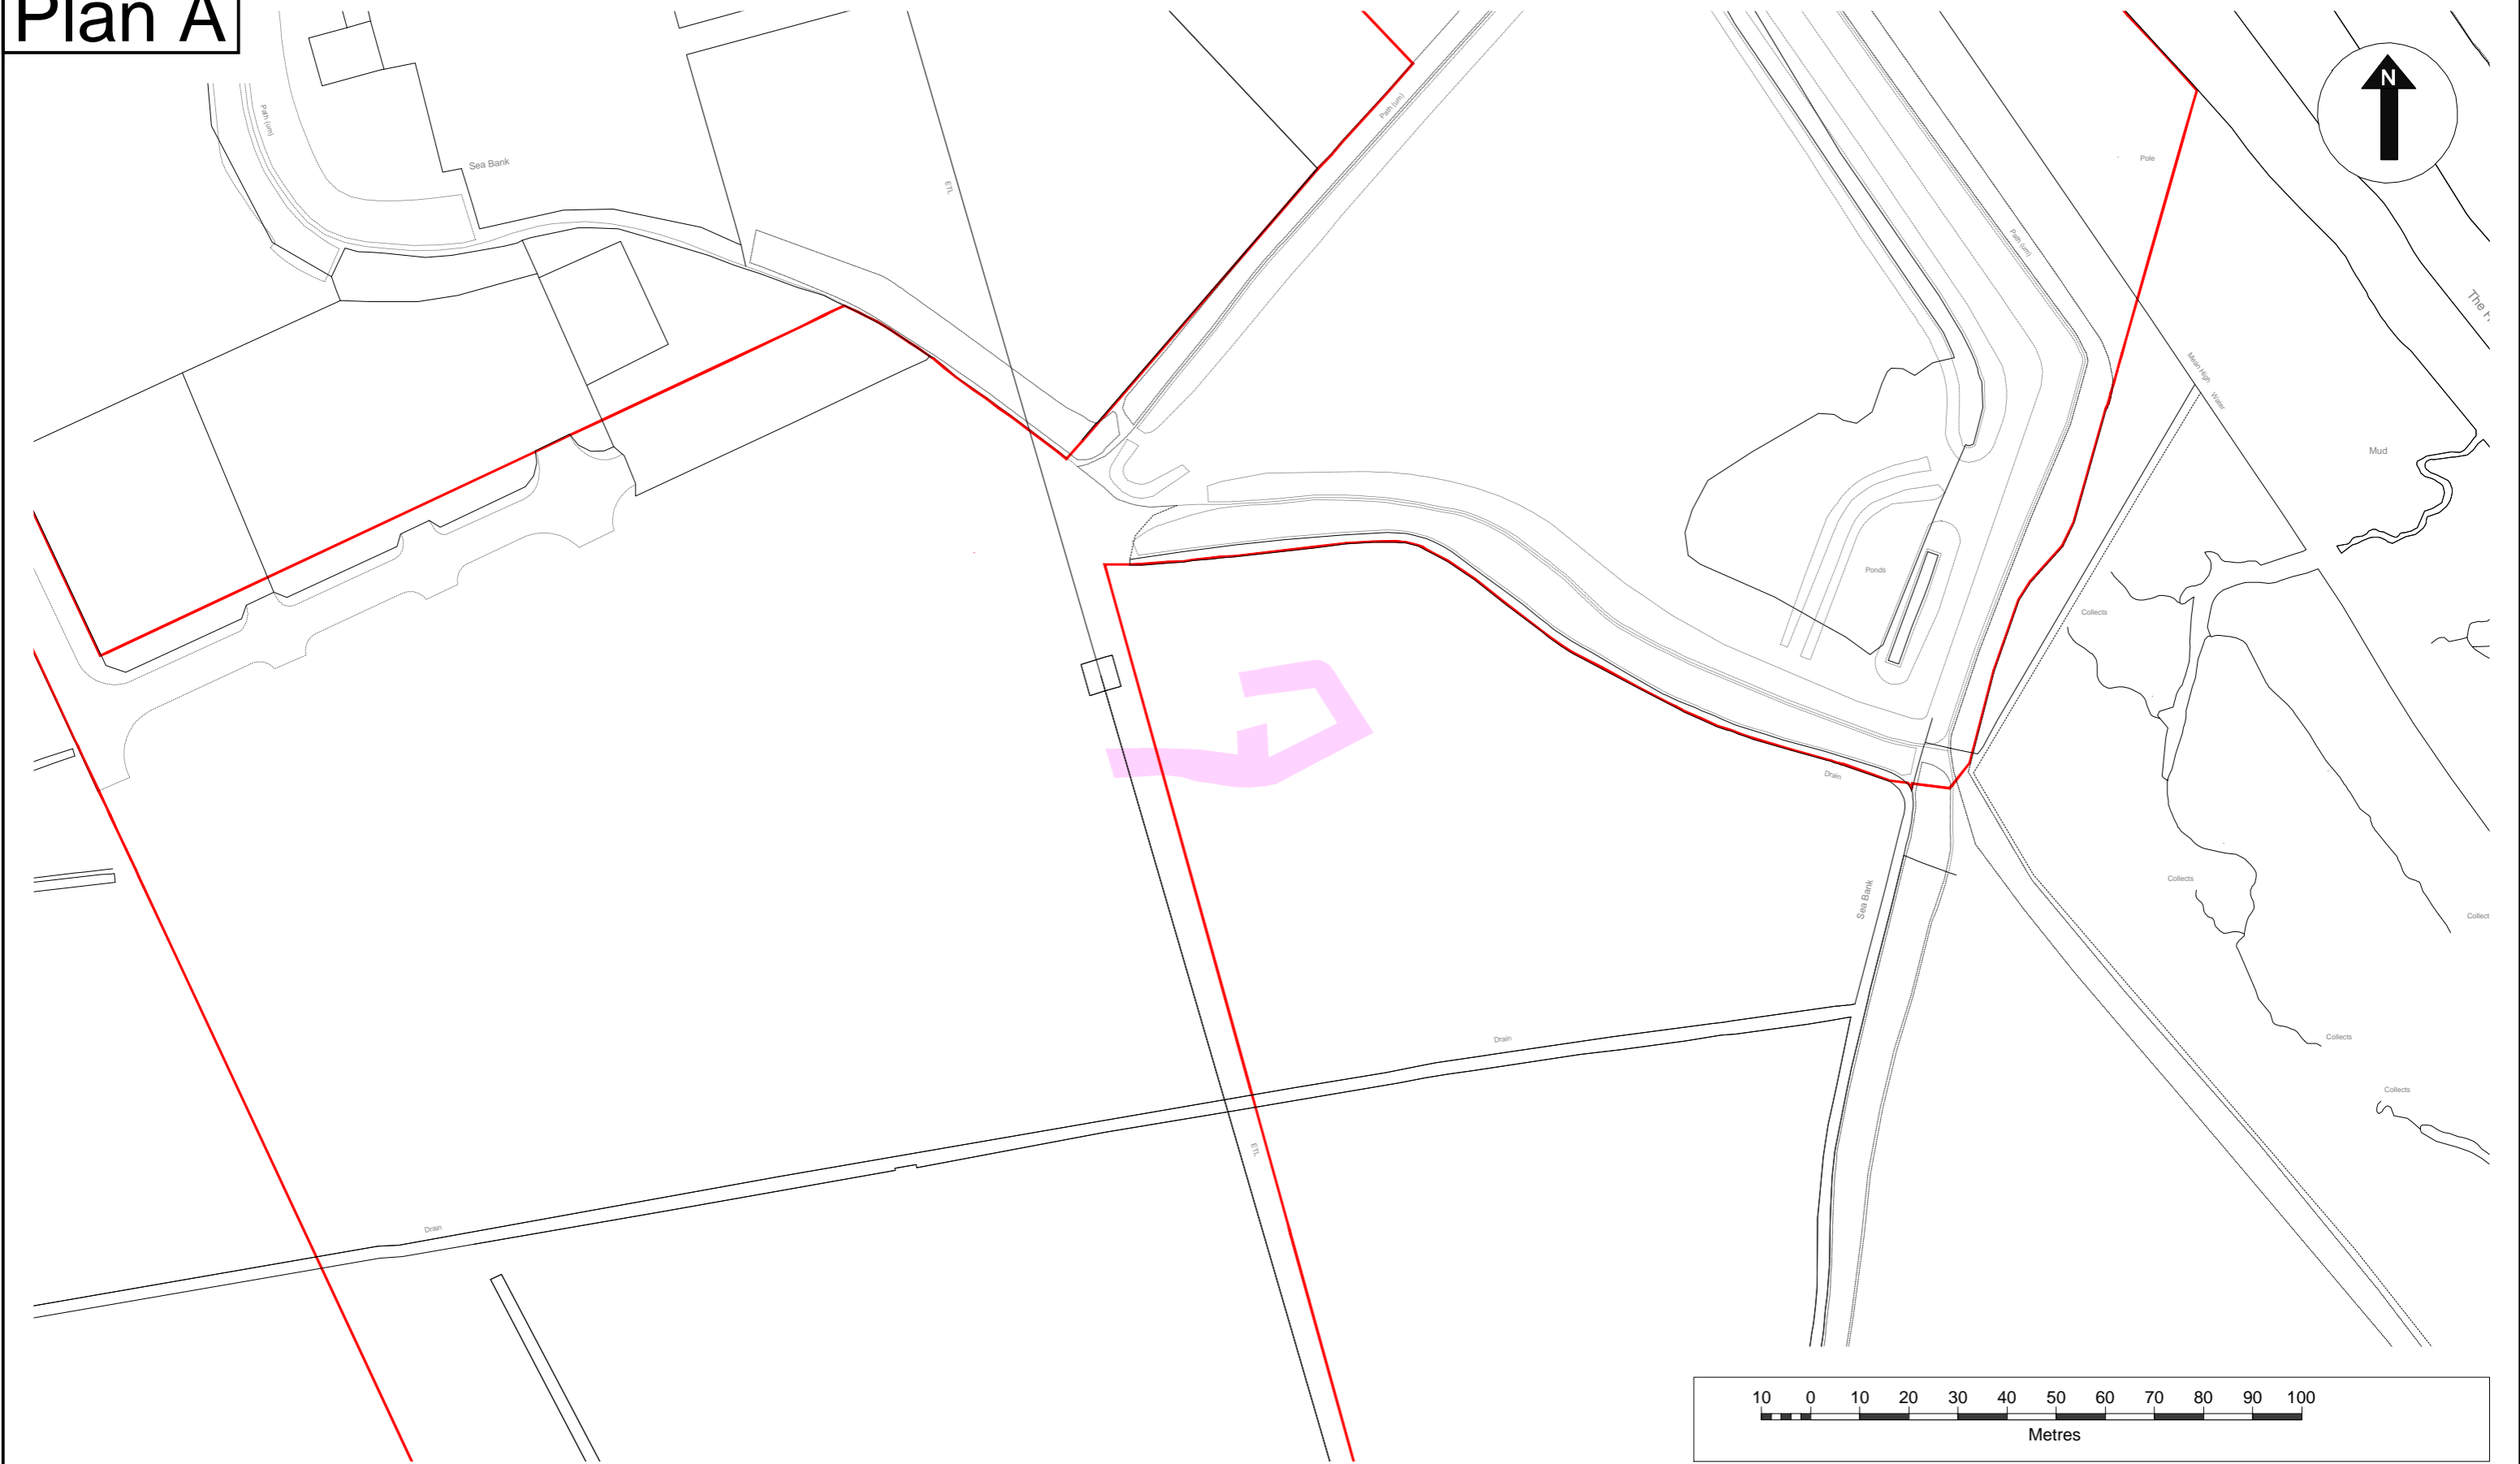 Plan A
N
Path (um)
Sea Bank
ETL
Path (um)
Pole
Path (um)
The
Mean High
Water
Mud
Ponds
Collects
Drain
Sea Bank
Collects
Collect
Drain
Collects
Collects
ETL
Drain
10 0 10 20 30 40 50 60 70 80 90 100
Metres